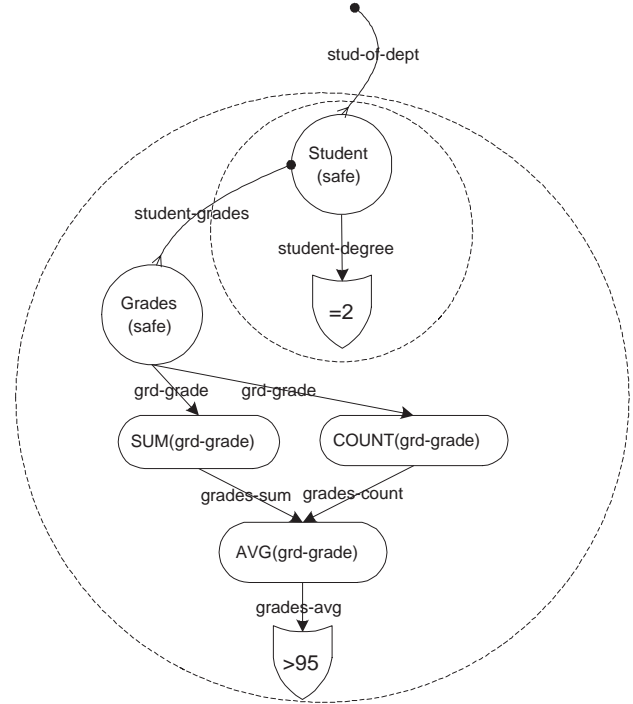 stud-of-dept
Student
(safe)
student-grades
student-degree
=2
Grades
(safe)
grd-grade
grd-grade
SUM(grd-grade)
COUNT(grd-grade)
grades-sum
grades-count
AVG(grd-grade)
grades-avg
>95